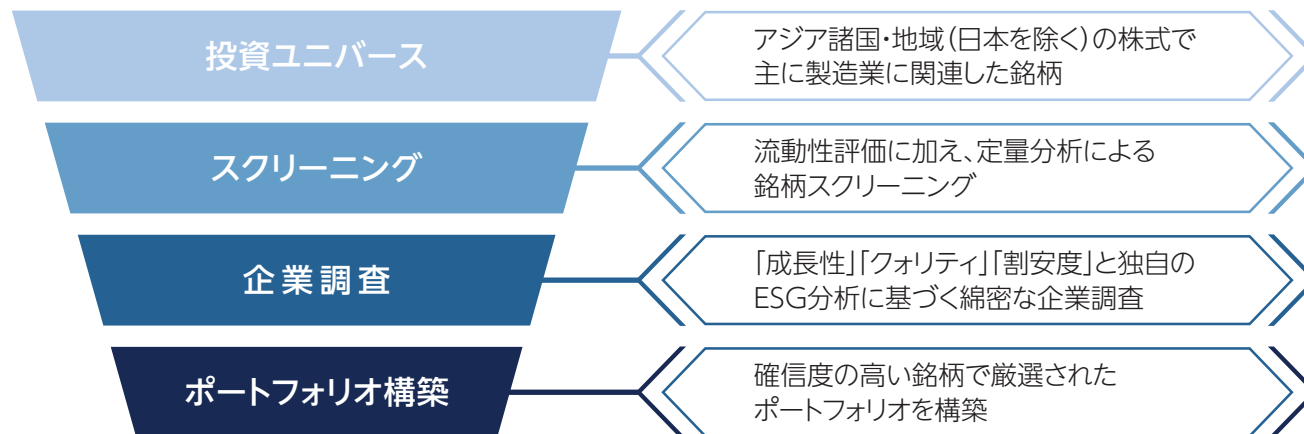 投資ユニバース
アジア諸国・地域(日本を除く)の株式で
主に製造業に関連した銘柄
スクリーニング
流動性評価に加え、定量分析による
銘柄スクリーニング
企業調査
「成長性」「クォリティ」「割安度」と独自の
ESG分析に基づく綿密な企業調査
ポートフォリオ構築
確信度の高い銘柄で厳選された
ポートフォリオを構築